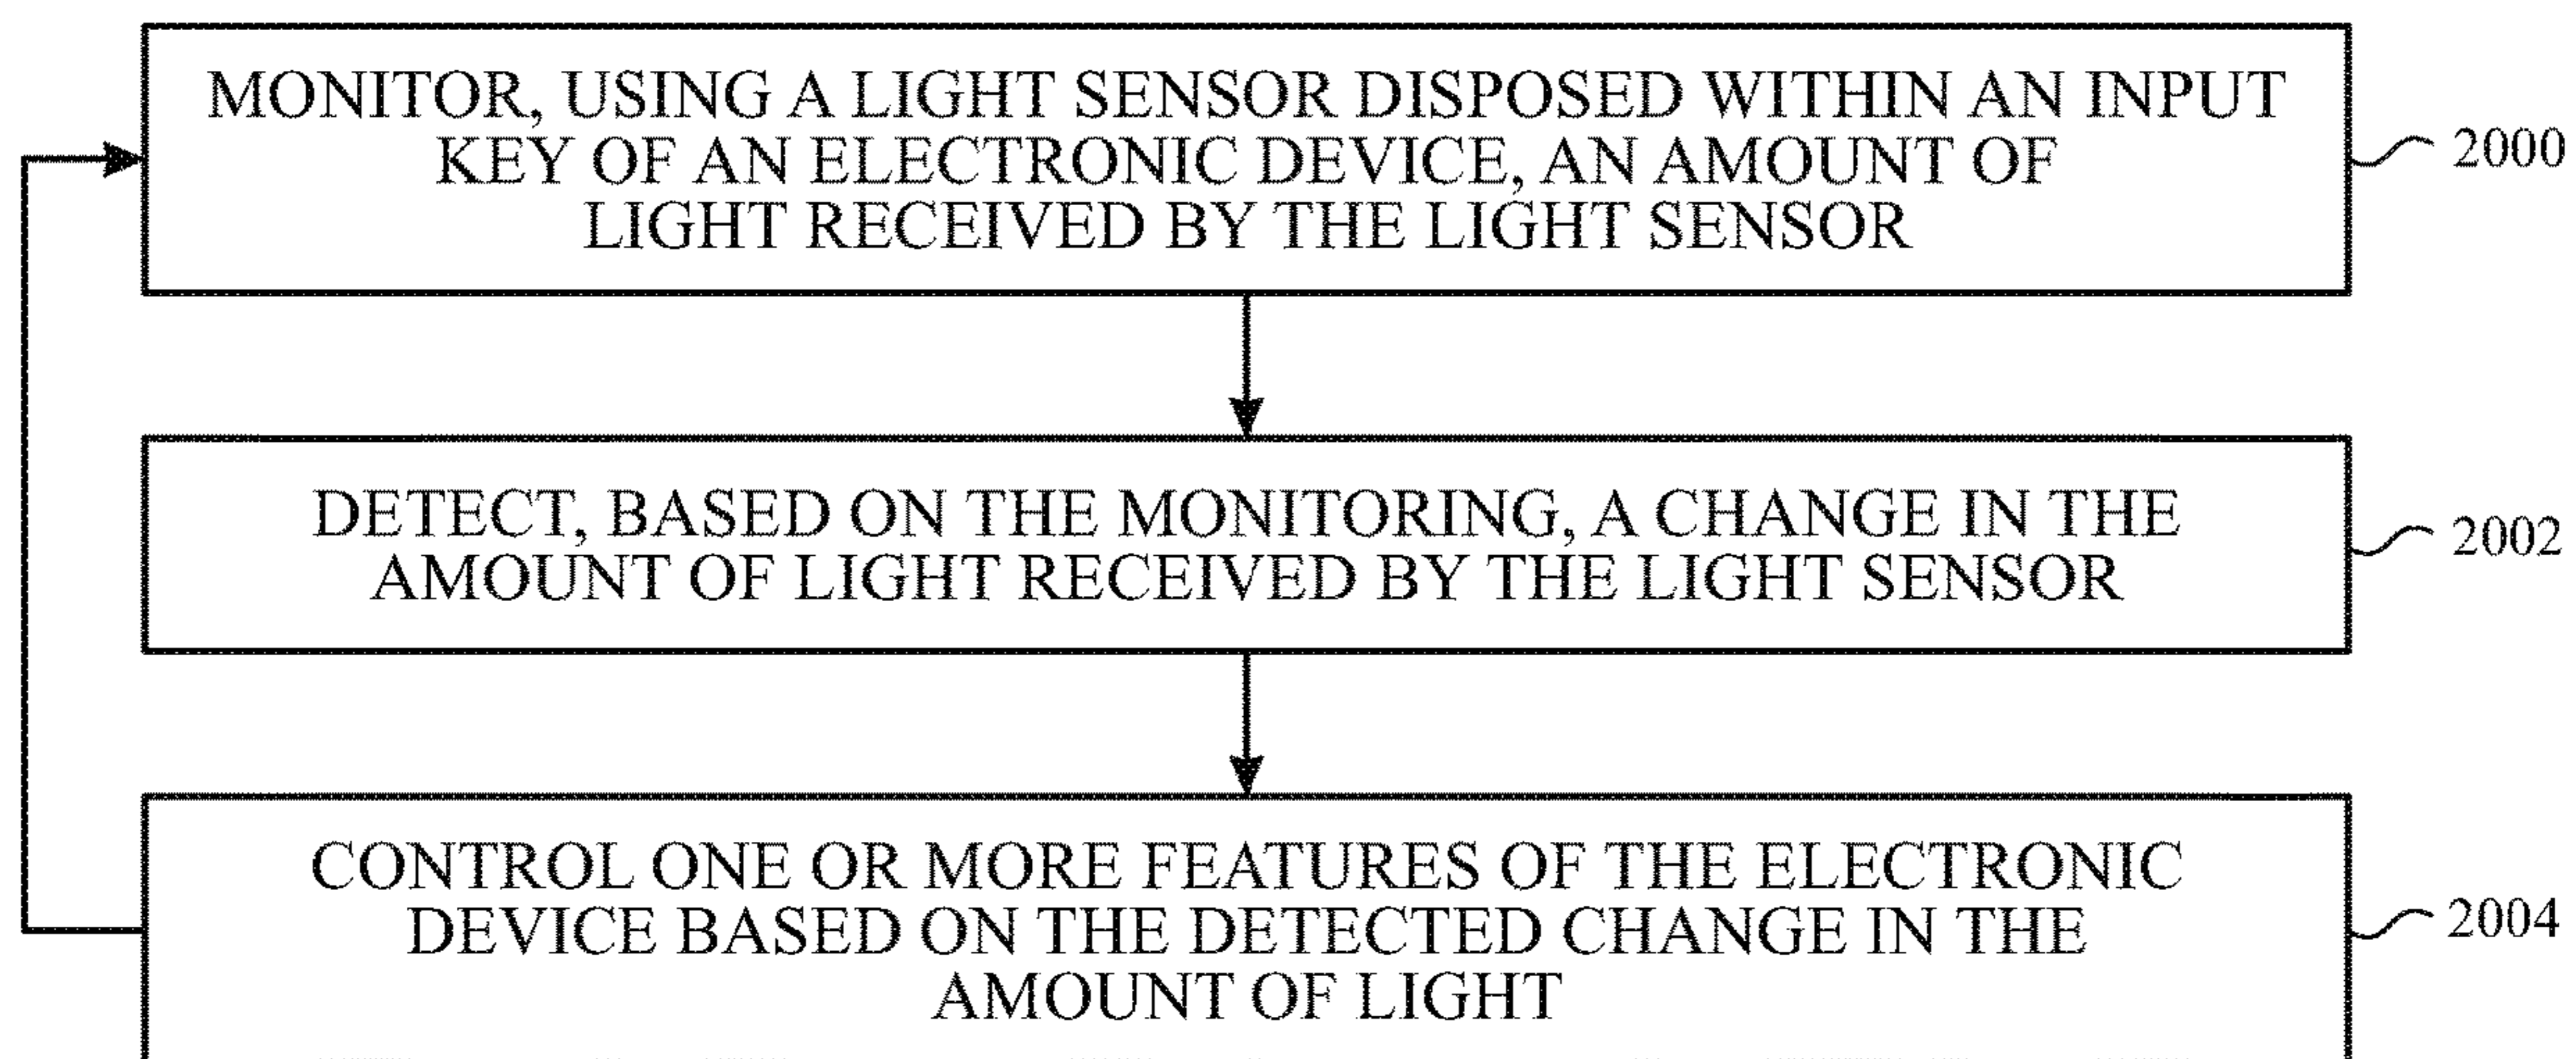 MONITOR, USING A LIGHT SENSOR DISPOSED WITHIN AN INPUT
KEY OF AN ELECTRONIC DEVICE, AN AMOUNT OF
LIGHT RECEIVED BY THE LIGHT SENSOR
2000
DETECT, BASED ON THE MONITORING, A CHANGE IN THE
AMOUNT OF LIGHT RECEIVED BY THE LIGHT SENSOR
2002
CONTROL ONE OR MORE FEATURES OF THE ELECTRONIC
DEVICE BASED ON THE DETECTED CHANGE IN THE
AMOUNT OF LIGHT
2004